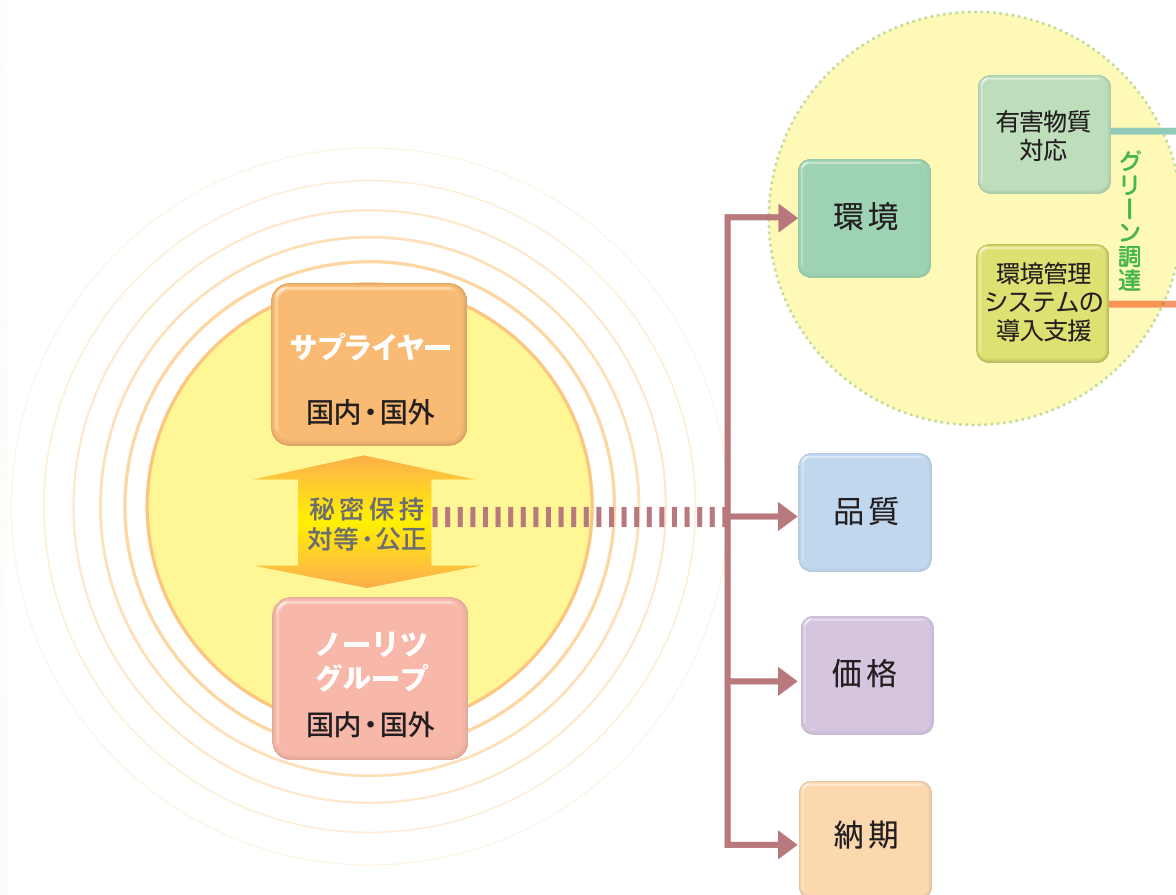 サプライヤー
国内・国外
秘密保持
対等・公正
ノーリツ
グループ
国内・国外
環境
有害物質
対応
グリーン調達
環境管理
システムの
導入支援
品質
価格
納期